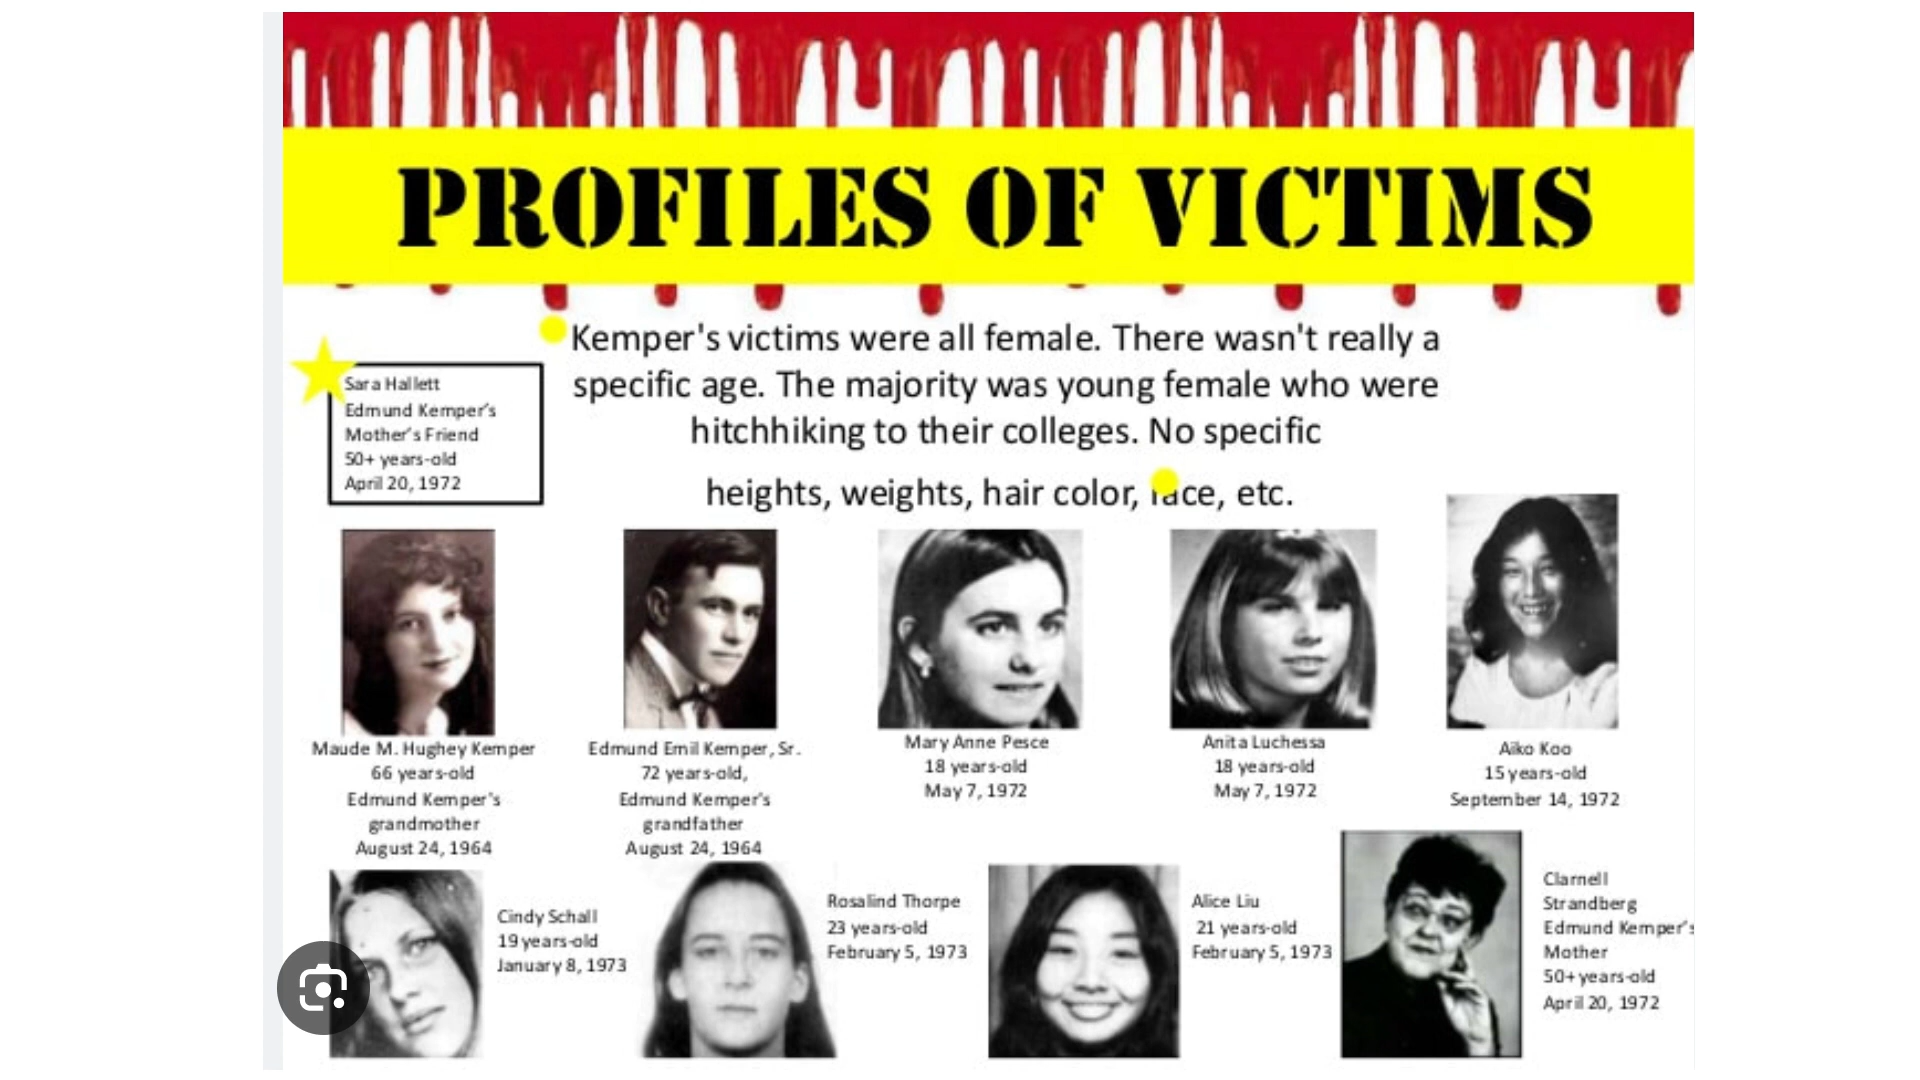 PROFILES OF VICTIMS
Kemper's victims were all female. There wasn't really a
specific age. The majority was young female who were
hitchhiking to their colleges. No specific
heights, weights, hair color, race, etc.
Sara Hallett
Edmund Kemper's
Mother's Friend
50+ years-old
April 20, 1972
Maude M. Hughey Kemper
66 years-old
Edmund Kemper's
grandmother
August 24, 1964
Edmund Emil Kemper, Sr.
72 years-old,
Edmund Kemper's
grandfather
August 24, 1964
Mary Anne Pesce
18 years-old
May 7, 1972
Anita Luchessa
18 years-old
May 7, 1972
Aiko Koo
15 years-old
September 14, 1972
Cindy Schall
19 years-old
January 8, 1973
Rosalind Thorpe
23 years-old
February 5, 1973
Alice Liu
21 years-old
February 5, 1973
Clarnell
Strandberg
Edmund Kemper's
Mother
50+ years-old
April 20, 1972